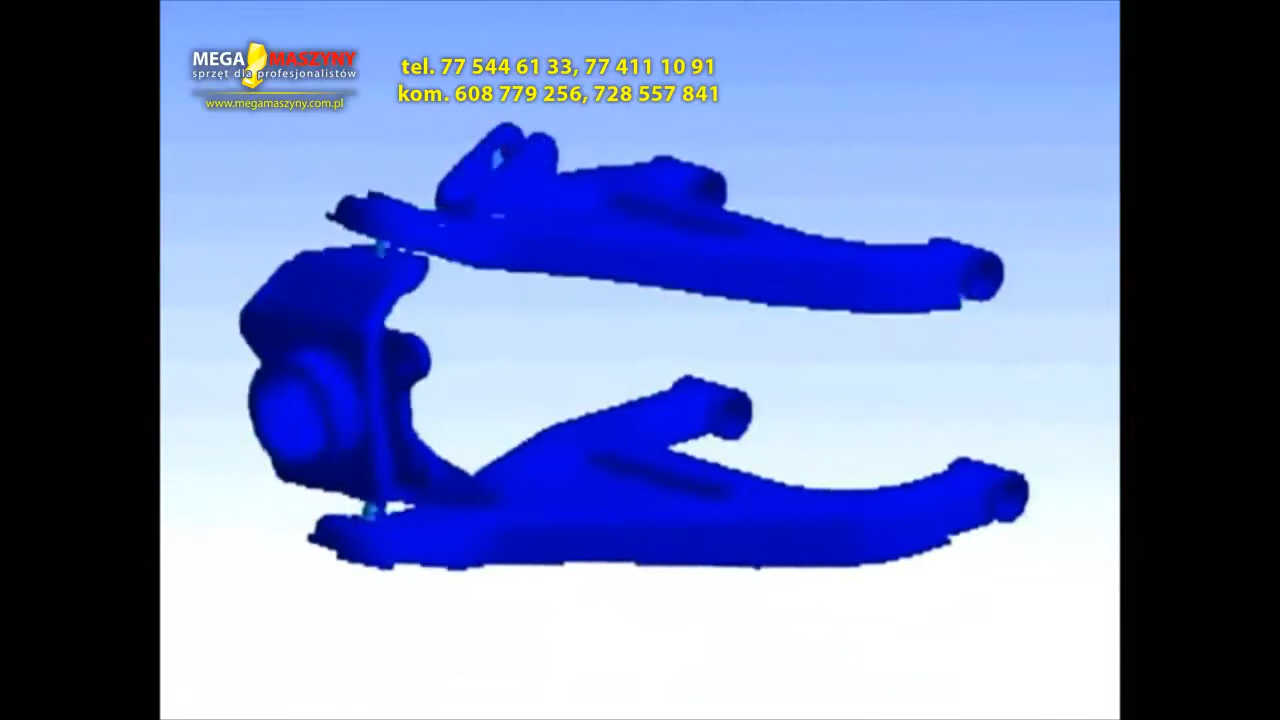 MEGA MASZYNY
sprzęt dla profesjonalistów
www.megamaszyny.com.pl
tel. 77 544 61 33, 77 411 10 91
kom. 608 779 256, 728 557 841